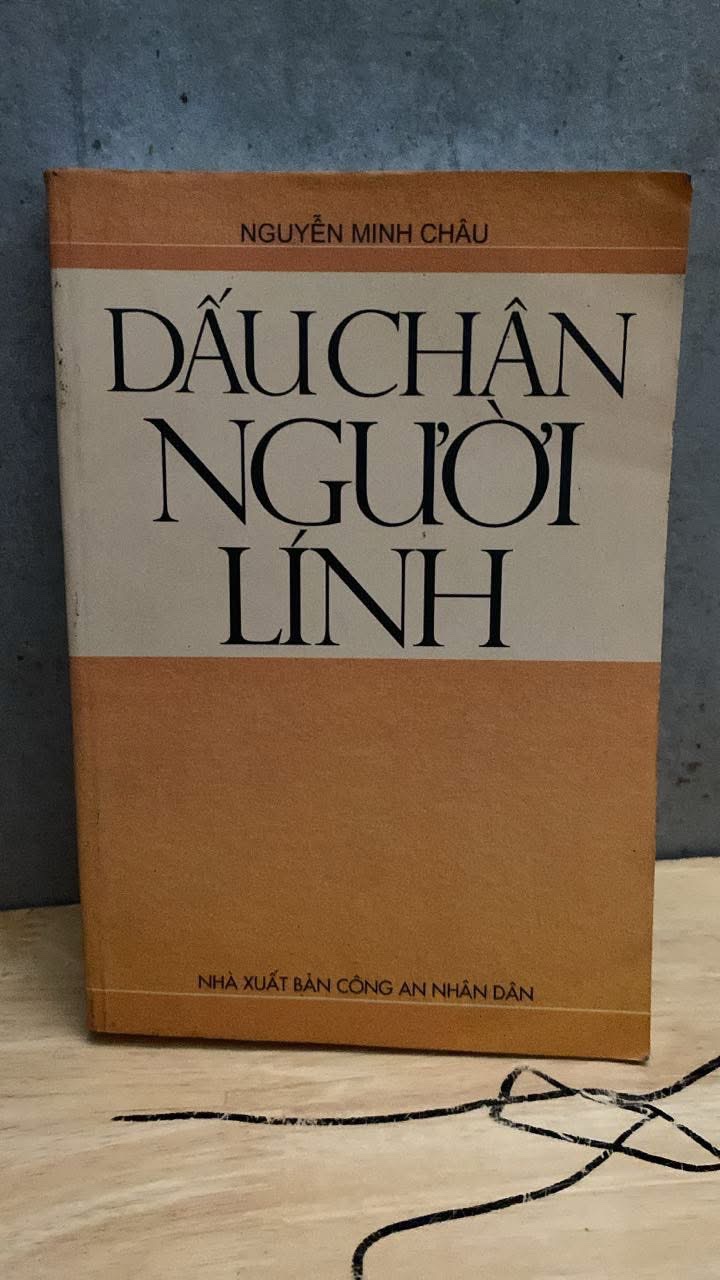 NGUYỄN MINH CHÂU
DẤU CHÂN
NGƯỜI
LÍNH
NHÀ XUẤT BẢN CÔNG AN NHÂN DÂN